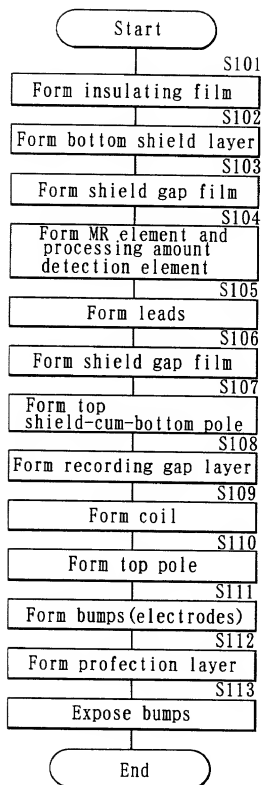 Start
S101
Form insulating film
S102
Form bottom shield layer
S103
Form shield gap film
S104
Form MR element and
processing amount
detection element
S105
Form leads
S106
Form shield gap film
S107
Form top
shield-cum-bottom pole
S108
Form recording gap layer
S109
Form coil
S110
Form top pole
S111
Form bumps(electrodes)
S112
Form profection layer
S113
Expose bumps
End